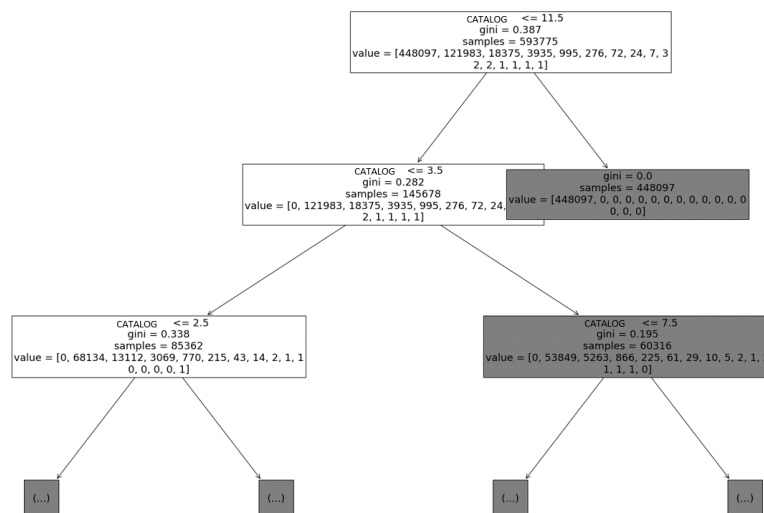 CATALOG <= 11.5
gini = 0.387
samples = 593775
value = [448097, 121983, 18375, 3935, 995, 276, 72, 24, 7, 3
2, 2, 1, 1, 1, 1]
CATALOG <= 3.5
gini = 0.282
samples = 145678
value = [0, 121983, 18375, 3935, 995, 276, 72, 24,
2, 1, 1, 1, 1]
gini = 0.0
samples = 448097
value = [448097, 0, 0, 0, 0, 0, 0, 0, 0, 0, 0, 0, 0
0, 0, 0]
CATALOG <= 2.5
gini = 0.338
samples = 85362
value = [0, 68134, 13112, 3069, 770, 215, 43, 14, 2, 1, 1
0, 0, 0, 0, 1]
CATALOG <= 7.5
gini = 0.195
samples = 60316
value = [0, 53849, 5263, 866, 225, 61, 29, 10, 5, 2, 1,
1, 1, 1, 0]
(...)
(...)
(...)
(...)